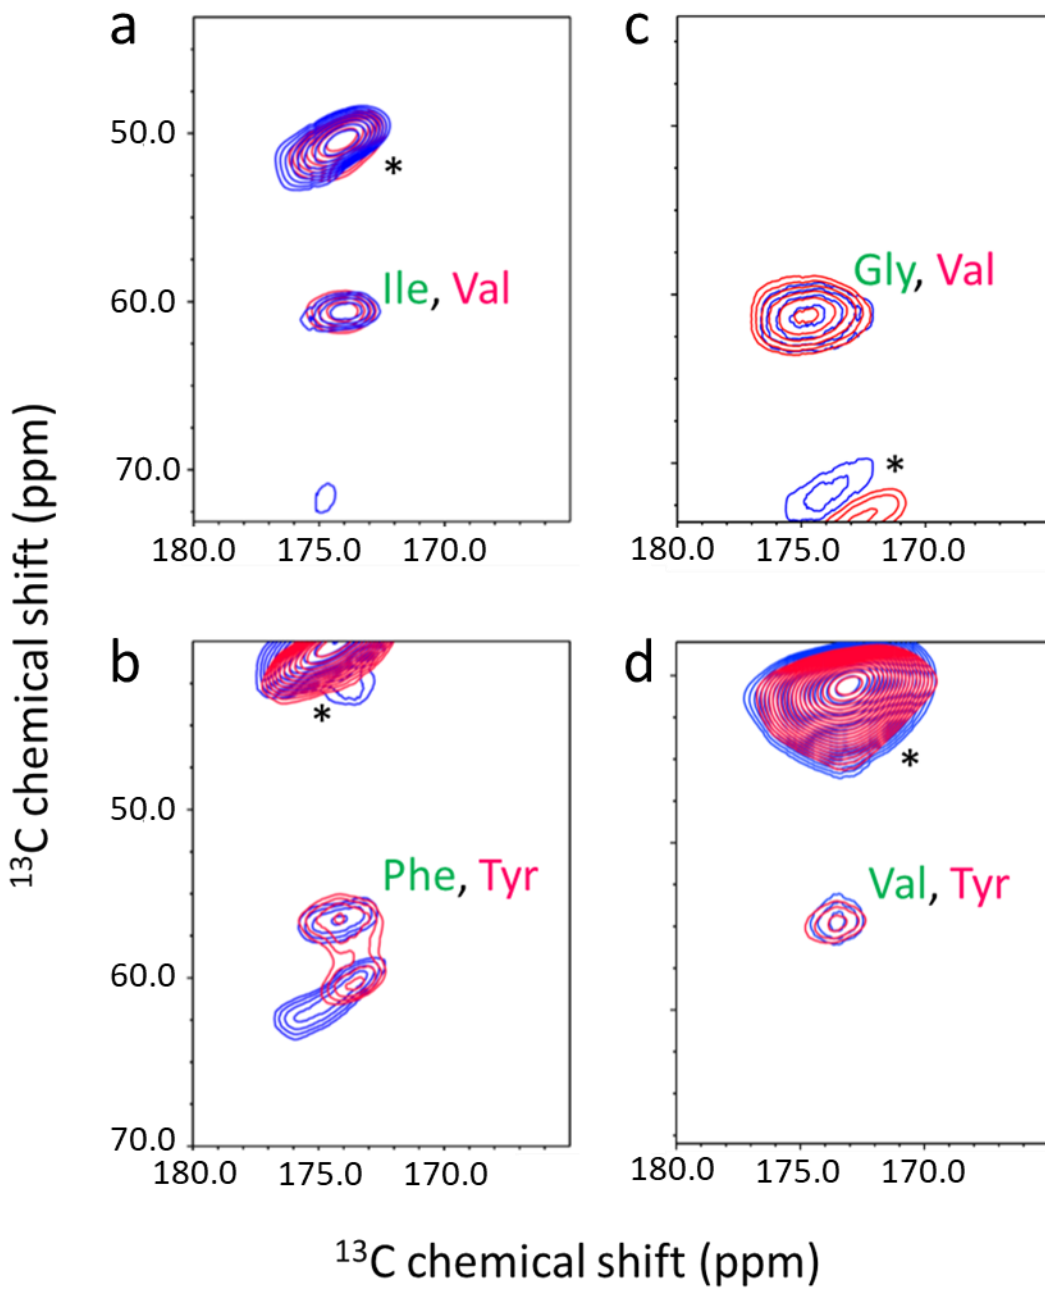 a
50.0
*
Ile, Val
60.0
70.0
180.0 175.0 170.0
c
Gly, Val
*
180.0 175.0 170.0
b
*
50.0
Phe, Tyr
60.0
70.0
180.0 175.0 170.0
d
*
Val, Tyr
180.0 175.0 170.0
¹³C chemical shift (ppm)
¹³C chemical shift (ppm)